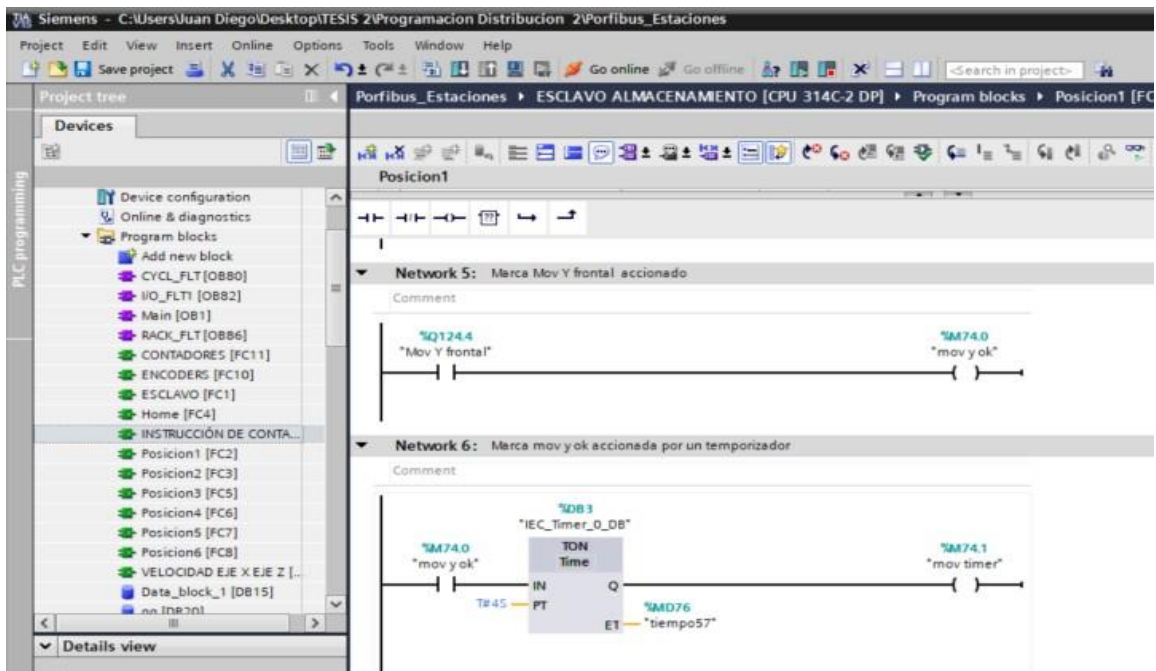 Siemens - C:\Users\Juan Diego\Desktop\TESIS 2\Programacion Distribucion 2\Porfibus_Estaciones
Project Edit View Insert Online Options Tools Window Help
Save project Go online Go offline <Search in project>
Project tree
Porfibus_Estaciones ▸ ESCLAVO ALMACENAMIENTO [CPU 314C-2 DP] ▸ Program blocks ▸ Posicion1 [FC
Devices
PLC programming
Posicion1
Device configuration
Online & diagnostics
Program blocks
Add new block
CYCL_FLT [OB80]
I/O_FLT1 [OB82]
Main [OB1]
RACK_FLT [OB86]
CONTADORES [FC11]
ENCODERS [FC10]
ESCLAVO [FC1]
Home [FC4]
INSTRUCCIÓN DE CONTA...
Posicion1 [FC2]
Posicion2 [FC3]
Posicion3 [FC5]
Posicion4 [FC6]
Posicion5 [FC7]
Posicion6 [FC8]
VELOCIDAD EJE X EJE Z [...
Data_block_1 [DB15]
Details view
??
Network 5: Marca Mov Y frontal accionado
Comment
%Q124.4 %M74.0
"Mov Y frontal" "mov y ok"
Network 6: Marca mov y ok accionada por un temporizador
Comment
%DB3
"IEC_Timer_0_DB"
%M74.0 TON %M74.1
"mov y ok" Time "mov timer"
IN Q
T#4S PT %MD76
ET "tiempo57"